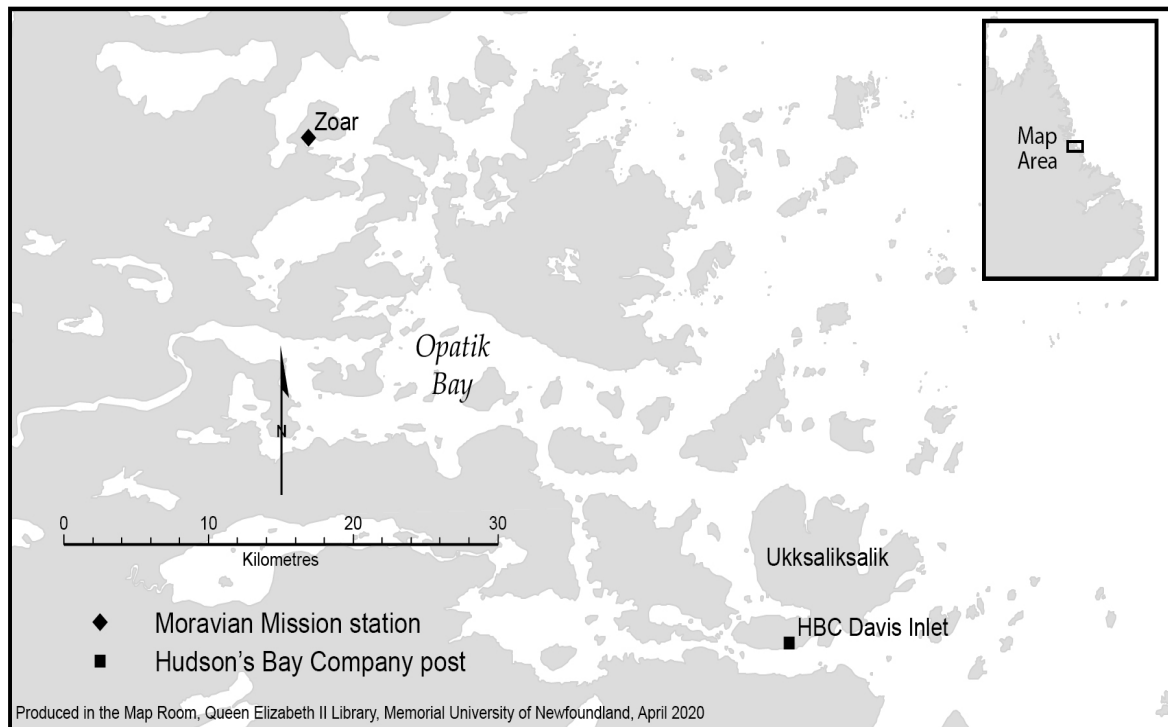 Zoar
Map
Area
Opatik
Bay
N
0 10 20 30
Kilometres
Ukksaliksalik
HBC Davis Inlet
Moravian Mission station
Hudson's Bay Company post
Produced in the Map Room, Queen Elizabeth II Library, Memorial University of Newfoundland, April 2020